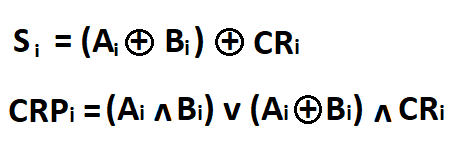 Sᵢ = (Aᵢ ⊕ Bᵢ) ⊕ CRᵢ
CRPᵢ = (Aᵢ ∧ Bᵢ) ∨ (Aᵢ ⊕ Bᵢ) ∧ CRᵢ